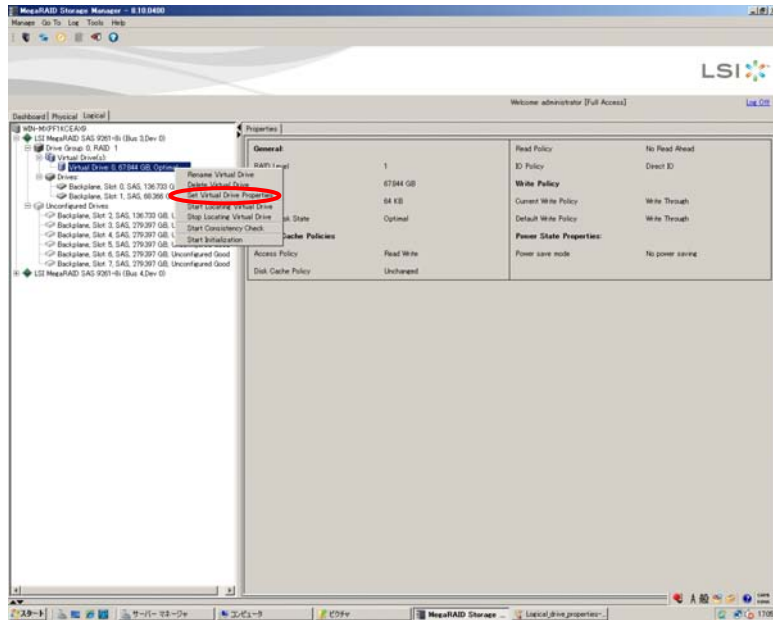 MegaRAID Storage Manager - 8.10.0400
Manage Go To Log Tools Help
LSI
Welcome administrator [Full Access]
Log Off
Dashboard Physical Logical
LSI MegaRAID SAS 9261-8i (Bus 3,Dev 0)
Drive Group 0, RAID 1
Virtual Drive(s)
Virtual Drive: 0, 67.844 GB, Optimal
Drives
Backplane, Slot: 0, SAS, 136.733 G
Backplane, Slot: 1, SAS, 68.366
Unconfigured Drives
Backplane, Slot: 2, SAS, 136.733 GB, U
Backplane, Slot: 3, SAS, 279.397 GB, U
Backplane, Slot: 4, SAS, 279.397 GB, U
Backplane, Slot: 5, SAS, 279.397 GB, Unconfigured Good
Backplane, Slot: 6, SAS, 279.397 GB, Unconfigured Good
Backplane, Slot: 7, SAS, 279.397 GB, Unconfigured Good
LSI MegaRAID SAS 9261-8i (Bus 4,Dev 0)
Rename Virtual Drive
Delete Virtual Drive
Set Virtual Drive Properties
Start Locating Virtual Drive
Stop Locating Virtual Drive
Start Consistency Check
Start Initialization
Properties
General:
RAID Level 1
67.844 GB
64 KB
sk State Optimal
Cache Policies
Access Policy Read Write
Disk Cache Policy Unchanged
Read Policy No Read Ahead
IO Policy Direct IO
Write Policy
Current Write Policy Write Through
Default Write Policy Write Through
Power State Properties:
Power save mode No power saving
スタート
サーバー マネージャ
コンピュータ
ピクチャ
MegaRAID Storage ...
Logical_drive_properties-...
A 般
17:05